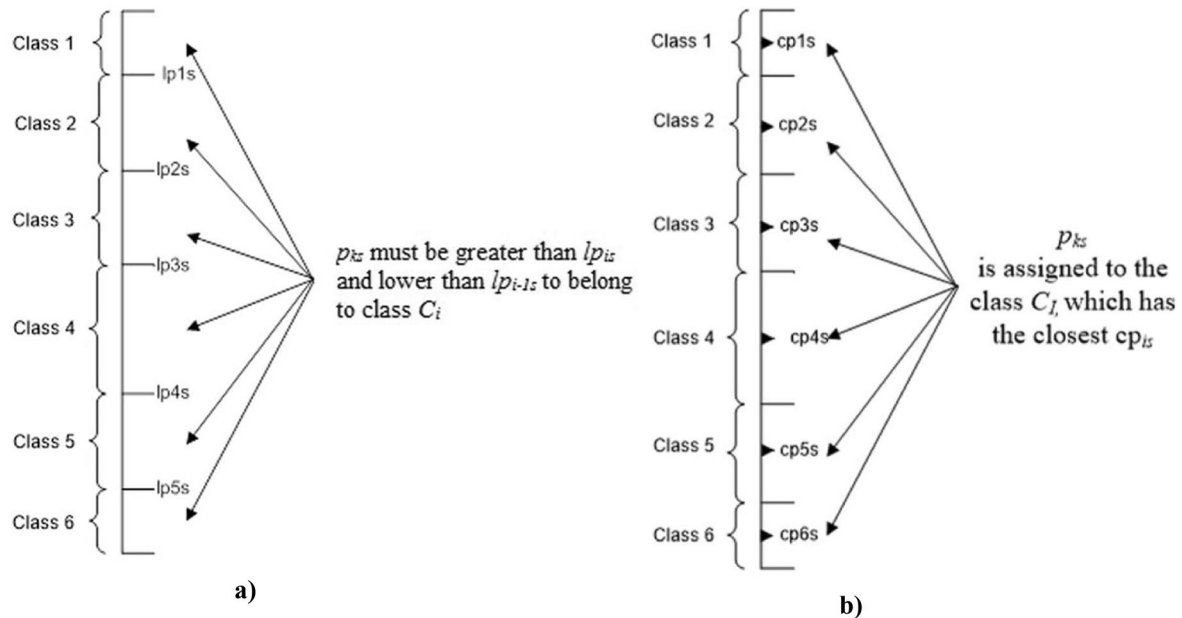 Class 1
lp1s
Class 2
lp2s
Class 3
lp3s
Class 4
lp4s
Class 5
lp5s
Class 6
pks must be greater than lpis
and lower than lpi-1s to belong
to class Ci
a)
Class 1
cp1s
Class 2
cp2s
Class 3
cp3s
Class 4
cp4s
Class 5
cp5s
Class 6
cp6s
pks
is assigned to the
class CI, which has
the closest cpis
b)